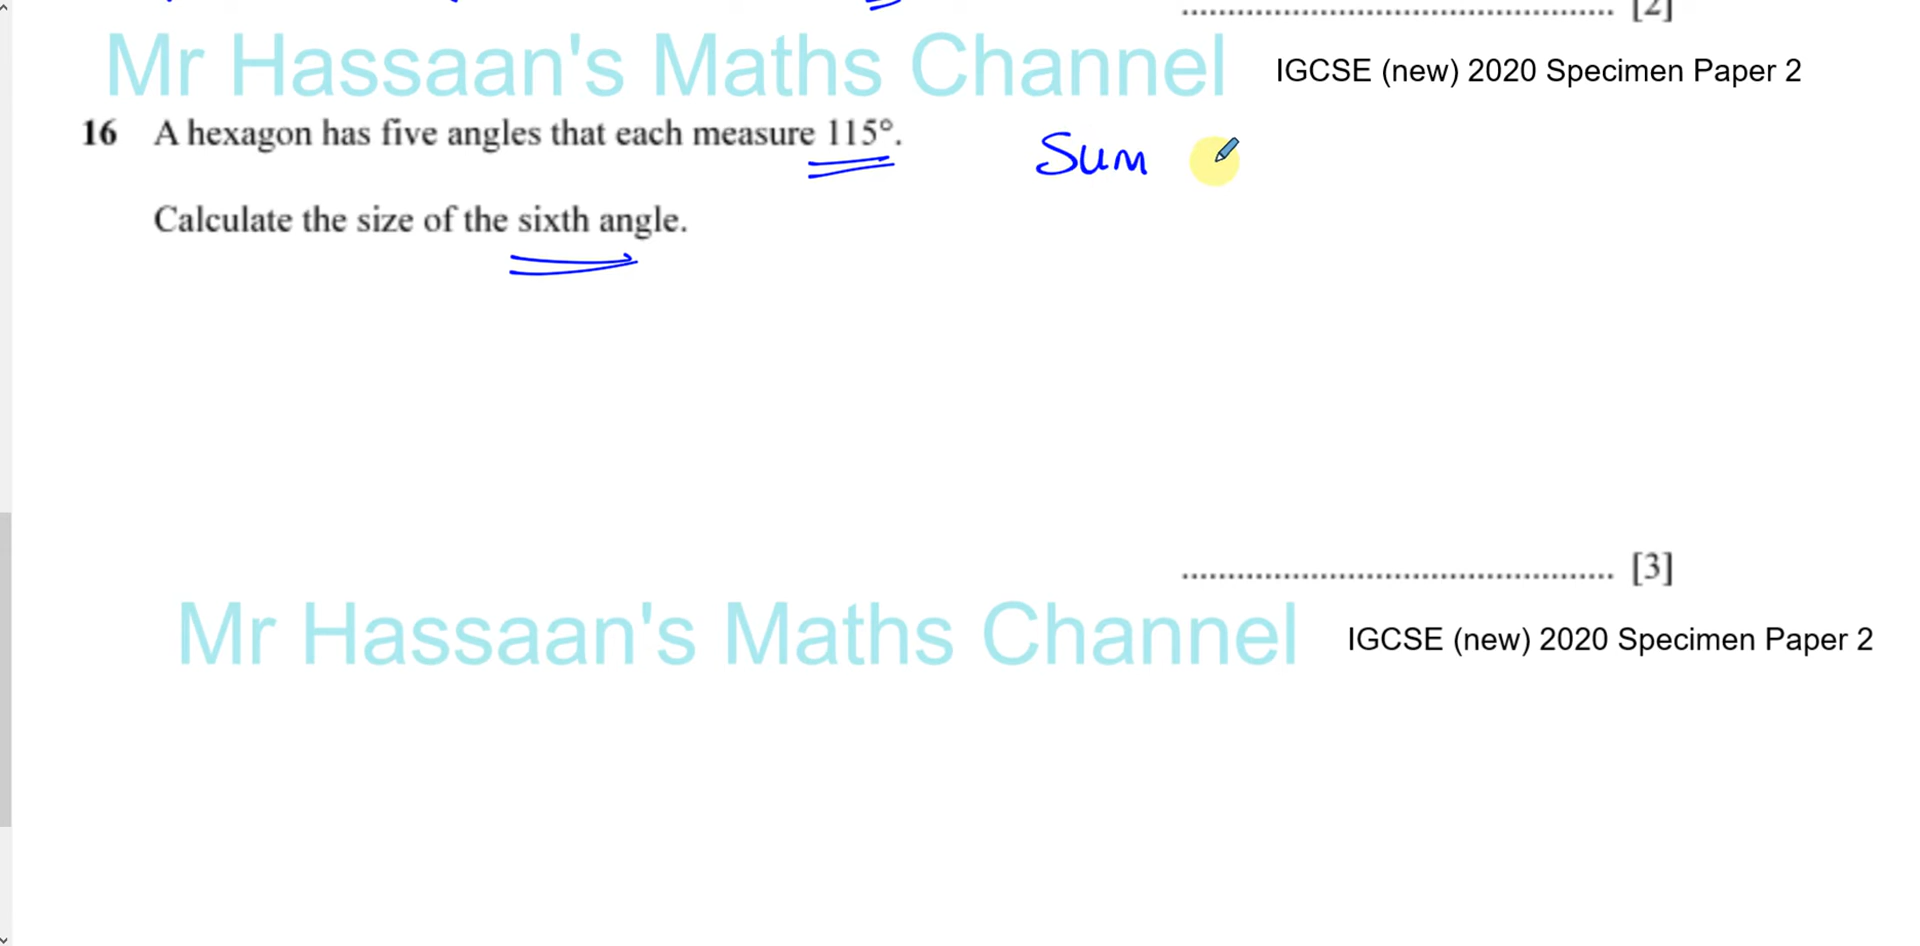 [2]
Mr Hassaan's Maths Channel IGCSE (new) 2020 Specimen Paper 2
16 A hexagon has five angles that each measure 115°.
Sum
Calculate the size of the sixth angle.
.............................................. [3]
Mr Hassaan's Maths Channel IGCSE (new) 2020 Specimen Paper 2